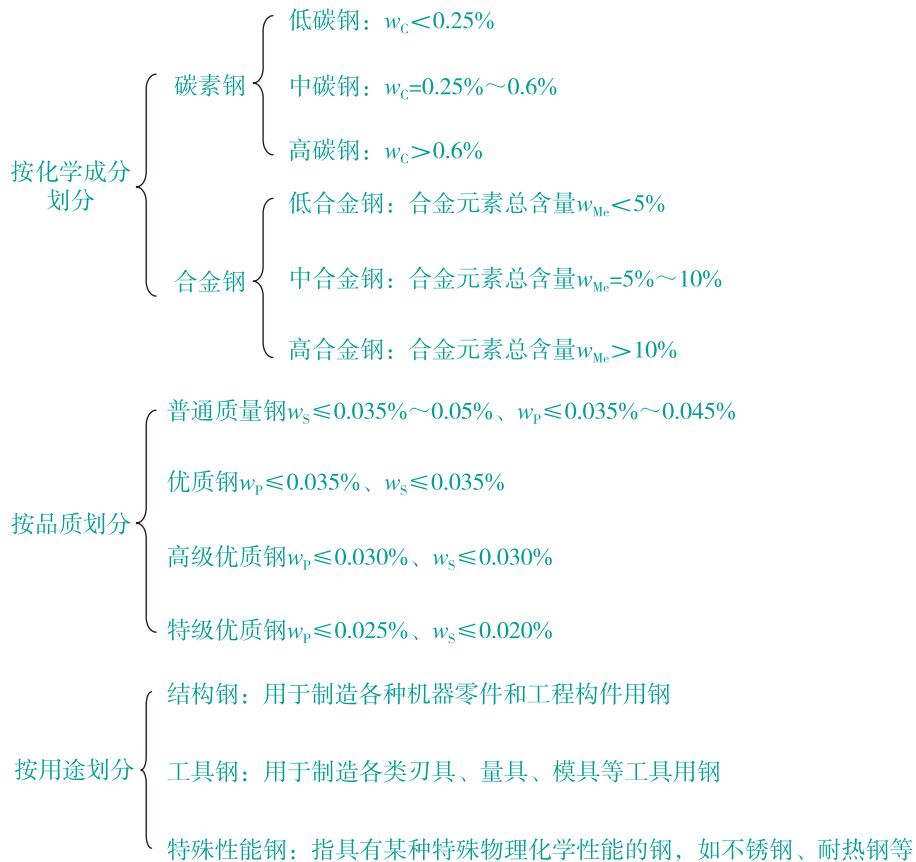 按化学成分
划分
碳素钢
低碳钢：wC＜0.25%
中碳钢：wC=0.25%～0.6%
高碳钢：wC＞0.6%
合金钢
低合金钢：合金元素总含量wMe＜5%
中合金钢：合金元素总含量wMe=5%～10%
高合金钢：合金元素总含量wMe＞10%
按品质划分
普通质量钢wS≤0.035%～0.05%、wP≤0.035%～0.045%
优质钢wP≤0.035%、wS≤0.035%
高级优质钢wP≤0.030%、wS≤0.030%
特级优质钢wP≤0.025%、wS≤0.020%
按用途划分
结构钢：用于制造各种机器零件和工程构件用钢
工具钢：用于制造各类刃具、量具、模具等工具用钢
特殊性能钢：指具有某种特殊物理化学性能的钢，如不锈钢、耐热钢等